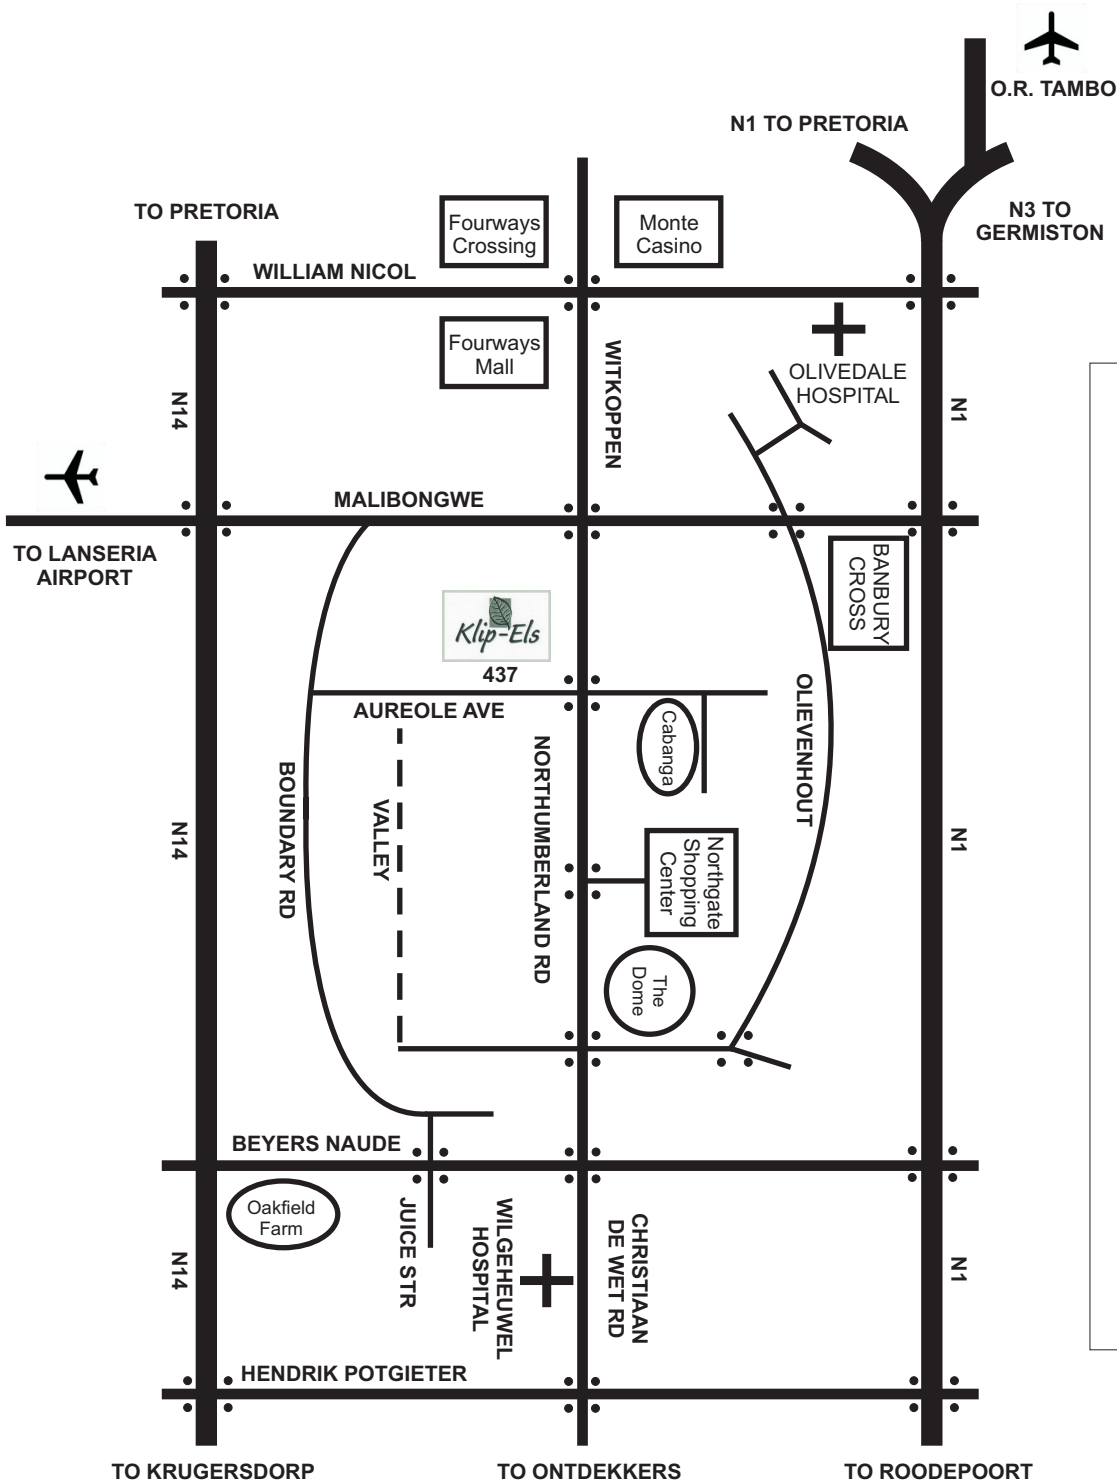 O.R. TAMBO
N1 TO PRETORIA
N3 TO
GERMISTON
TO PRETORIA
Fourways
Crossing
Monte
Casino
WILLIAM NICOL
Fourways
Mall
WITKOPPEN
OLIVEDALE
HOSPITAL
N14
N1
MALIBONGWE
TO LANSERIA
AIRPORT
BANBURY
CROSS
Klip-Els
437
AUREOLE AVE
Cabanga
OLIEVENHOUT
NORTHUMBERLAND RD
BOUNDARY RD
VALLEY
N14
N1
Northgate
Shopping
Center
The
Dome
BEYERS NAUDE
Oakfield
Farm
JUICE STR
WILGEHEUWEL
HOSPITAL
CHRISTIAAN
DE WET RD
N14
N1
HENDRIK POTGIETER
TO KRUGERSDORP
TO ONTDEKKERS
TO ROODEPOORT